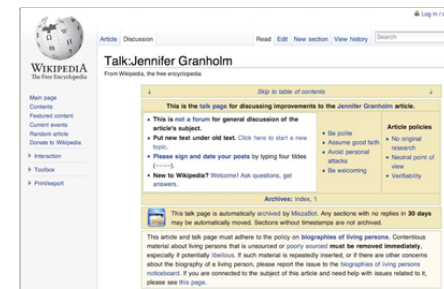 Log in /
Article Discussion Read Edit New section View history Search
WIKIPEDIA
The Free Encyclopedia
Talk:Jennifer Granholm
From Wikipedia, the free encyclopedia
Main page
Contents
Featured content
Current events
Random article
Donate to Wikipedia
Interaction
Toolbox
Print/export
↓ Skip to table of contents ↓
This is the talk page for discussing improvements to the Jennifer Granholm article.
• This is not a forum for general discussion of the
article's subject.
• Put new text under old text. Click here to start a new
topic.
• Please sign and date your posts by typing four tildes
(~~~~).
• New to Wikipedia? Welcome! Ask questions, get
answers.
• Be polite
• Assume good faith
• Avoid personal
attacks
• Be welcoming
Article policies
• No original
research
• Neutral point of
view
• Verifiability
Archives: Index, 1
This talk page is automatically archived by MiszaBot. Any sections with no replies in 30 days
may be automatically moved. Sections without timestamps are not archived.
This article and talk page must adhere to the policy on biographies of living persons. Contentious
material about living persons that is unsourced or poorly sourced must be removed immediately,
especially if potentially libelous. If such material is repeatedly inserted, or if there are other concerns
about the biography of a living person, please report the issue to the biographies of living persons
noticeboard. If you are connected to the subject of this article and need help with issues related to it,
please see this page.